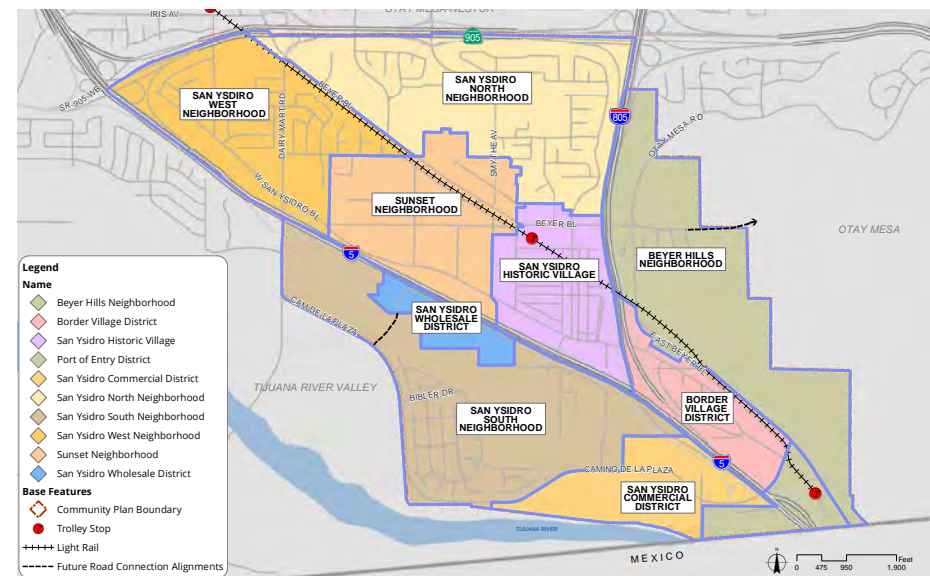 OTAY MESA-NESTOR
IRIS AV
905
SAN YSIDRO
WEST
NEIGHBORHOOD
SAN YSIDRO
NORTH
NEIGHBORHOOD
BEYER BL
SR-905 WB
DAIRY MART RD
SMYTHE AV
805
OTAY MESA RD
W SAN YSIDRO BL
SUNSET
NEIGHBORHOOD
BEYER BL
OTAY MESA
5
SAN YSIDRO
HISTORIC VILLAGE
BEYER HILLS
NEIGHBORHOOD
CAM DE LA PLAZA
SAN YSIDRO
WHOLESALE
DISTRICT
EAST BEYER BL
TIJUANA RIVER VALLEY
BIBLER DR
SAN YSIDRO
SOUTH
NEIGHBORHOOD
BORDER
VILLAGE
DISTRICT
5
CAMINO DE LA PLAZA
SAN YSIDRO
COMMERCIAL
DISTRICT
TIJUANA RIVER
MEXICO
Legend
Name
Beyer Hills Neighborhood
Border Village District
San Ysidro Historic Village
Port of Entry District
San Ysidro Commercial District
San Ysidro North Neighborhood
San Ysidro South Neighborhood
San Ysidro West Neighborhood
Sunset Neighborhood
San Ysidro Wholesale District
Base Features
Community Plan Boundary
Trolley Stop
Light Rail
Future Road Connection Alignments
N
Feet
0 475 950 1,900